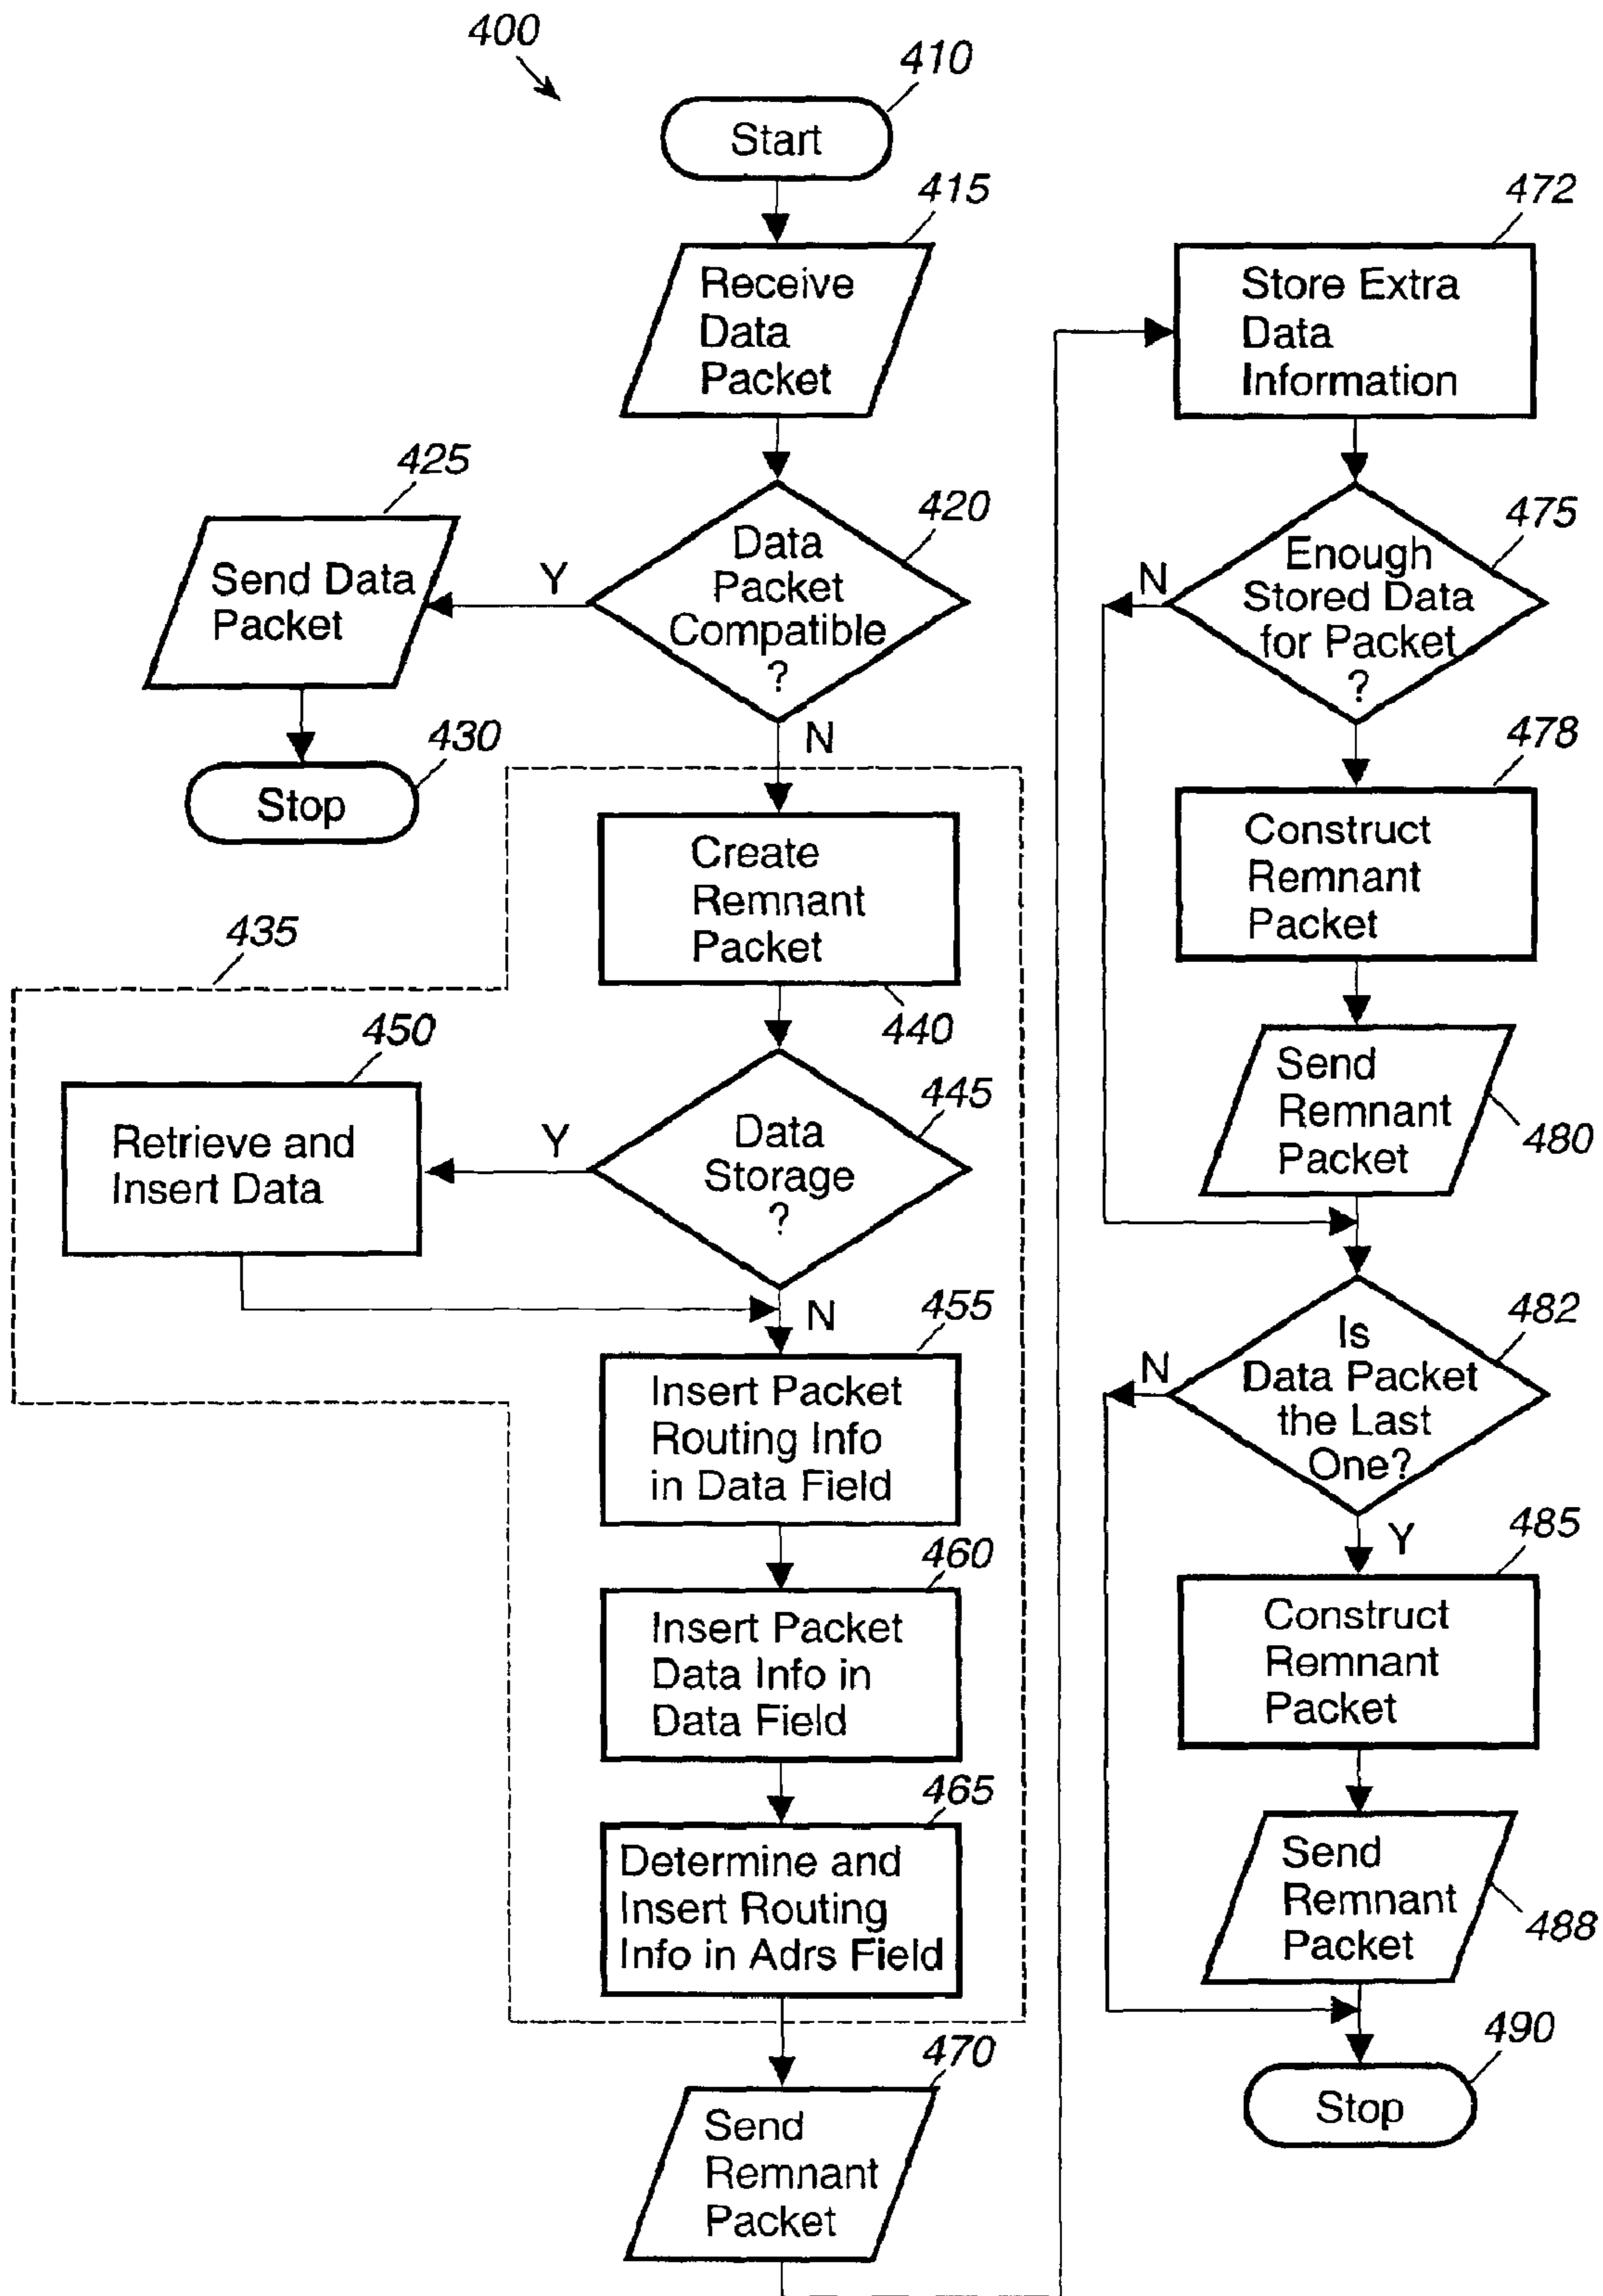 400
410
Start
415
Receive
Data
Packet
420
Data
Packet
Compatible
?
Y
N
425
Send Data
Packet
430
Stop
435
Create
Remnant
Packet
440
445
Data
Storage
?
Y
N
450
Retrieve and
Insert Data
455
Insert Packet
Routing Info
in Data Field
460
Insert Packet
Data Info in
Data Field
465
Determine and
Insert Routing
Info in Adrs Field
470
Send
Remnant
Packet
472
Store Extra
Data
Information
475
Enough
Stored Data
for Packet
?
N
478
Construct
Remnant
Packet
480
Send
Remnant
Packet
482
Is
Data Packet
the Last
One?
N
Y
485
Construct
Remnant
Packet
488
Send
Remnant
Packet
490
Stop